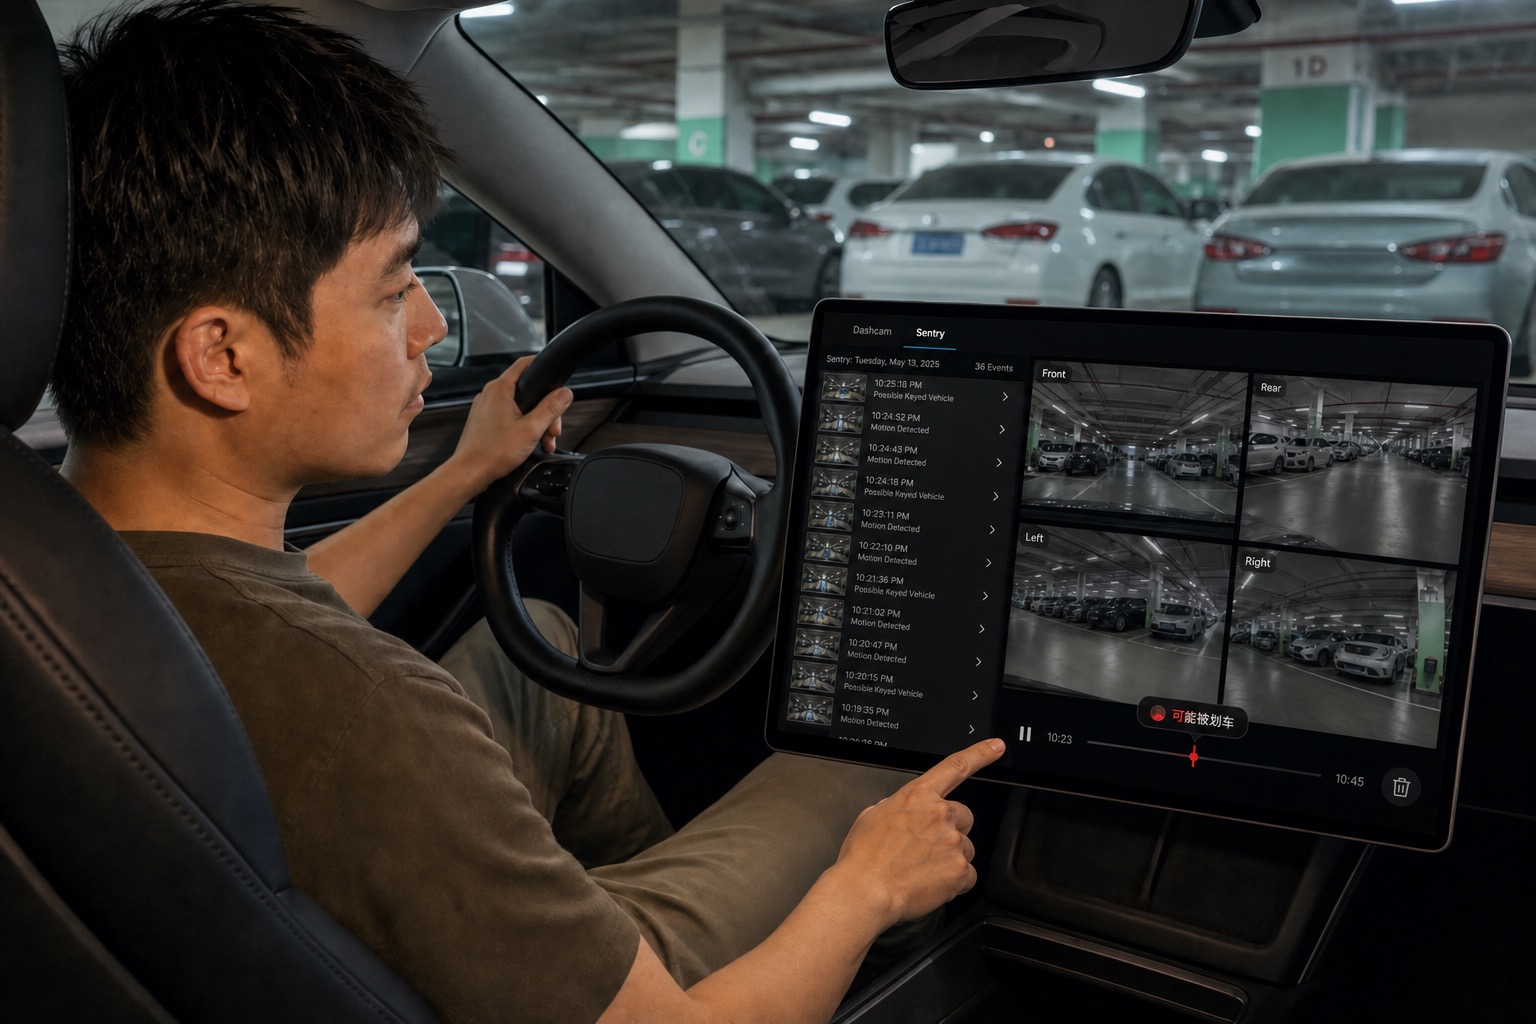 1D
C
Dashcam
Sentry
Sentry: Tuesday, May 13, 2025
36 Events
10:25:18 PM
Possible Keyed Vehicle
10:24:52 PM
Motion Detected
10:24:43 PM
Motion Detected
10:24:18 PM
Possible Keyed Vehicle
10:23:11 PM
Motion Detected
10:22:10 PM
Motion Detected
10:21:36 PM
Possible Keyed Vehicle
10:21:02 PM
Motion Detected
10:20:47 PM
Motion Detected
10:20:15 PM
Possible Keyed Vehicle
10:19:35 PM
Motion Detected
Front
Rear
Left
Right
可能被划车
10:23
10:45